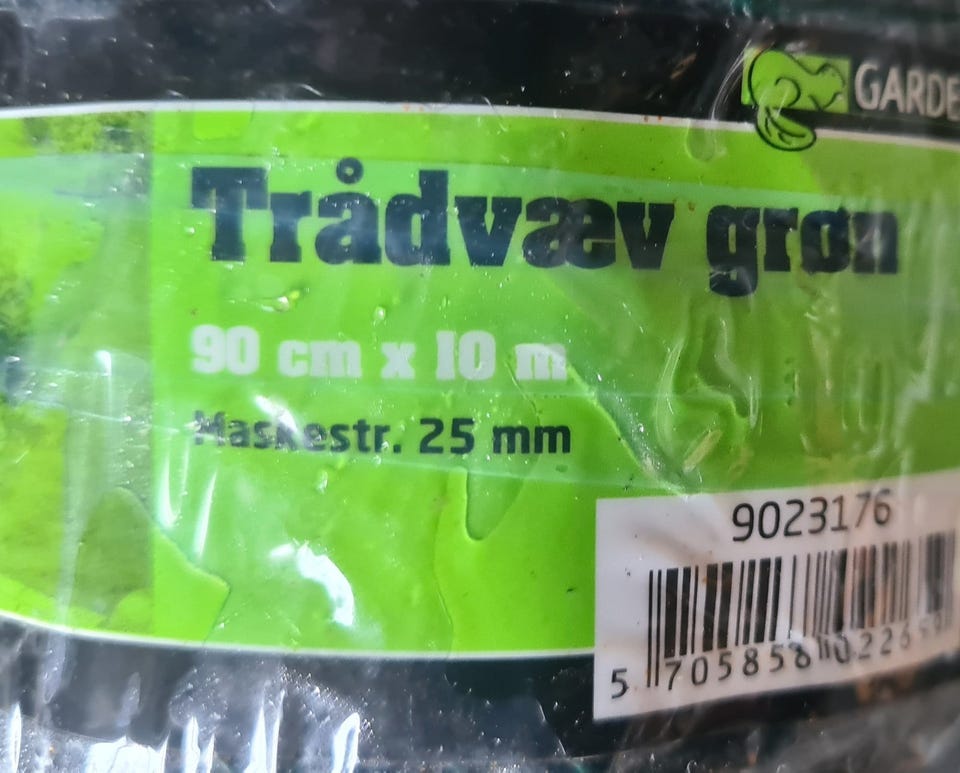 GARDE
Trådvæv grøn
90 cm x 10 m
Maskestr. 25 mm
9023176